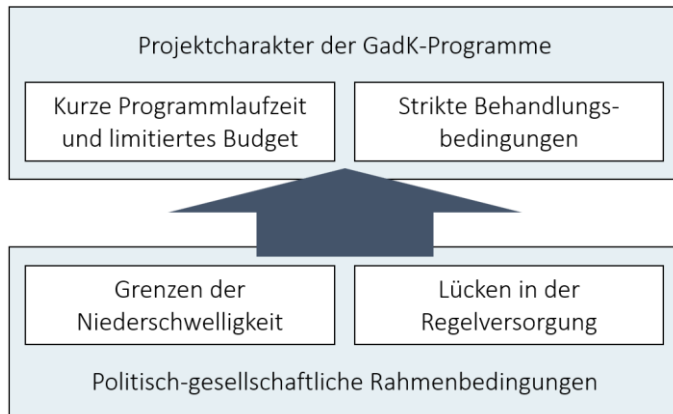 Projektcharakter der GadK-Programme
Kurze Programmlaufzeit
und limitiertes Budget
Strikte Behandlungs-
bedingungen
Grenzen der
Niederschwelligkeit
Lücken in der
Regelversorgung
Politisch-gesellschaftliche Rahmenbedingungen